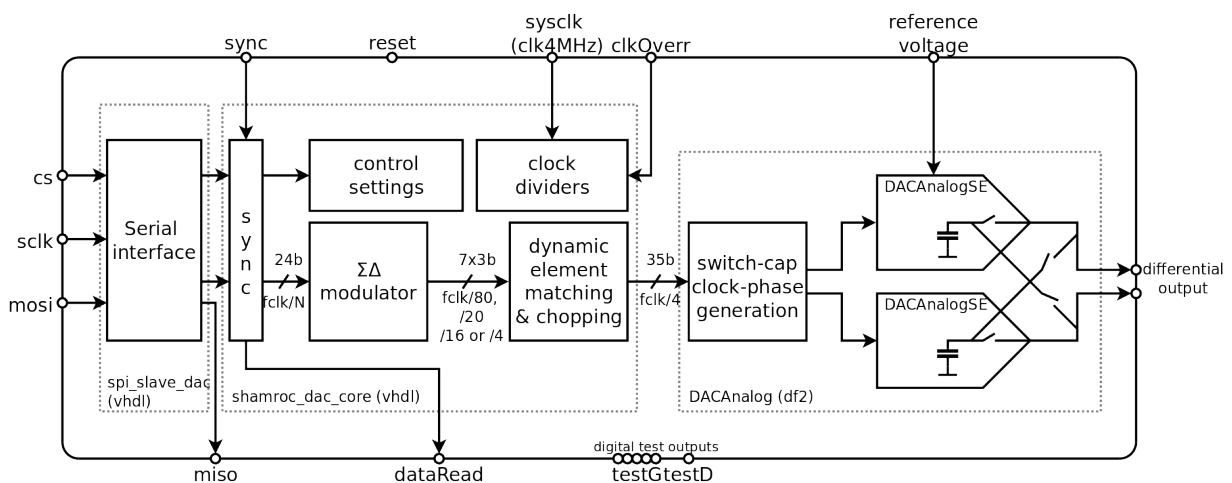 sysclk
reference
sync
reset
(clk4MHz)
clkOverr
voltage
cs
sclk
mosi
Serial
interface
s
y
n
c
control
settings
clock
dividers
24b
fclk/N
ΣΔ
modulator
7x3b
fclk/80,
/20
/16 or /4
dynamic
element
matching
& chopping
35b
fclk/4
switch-cap
clock-phase
generation
DACAnalogSE
DACAnalogSE
differential
output
spi_slave_dac
(vhdl)
shamroc_dac_core (vhdl)
DACAnalog (df2)
digital test outputs
miso
dataRead
testGtestD